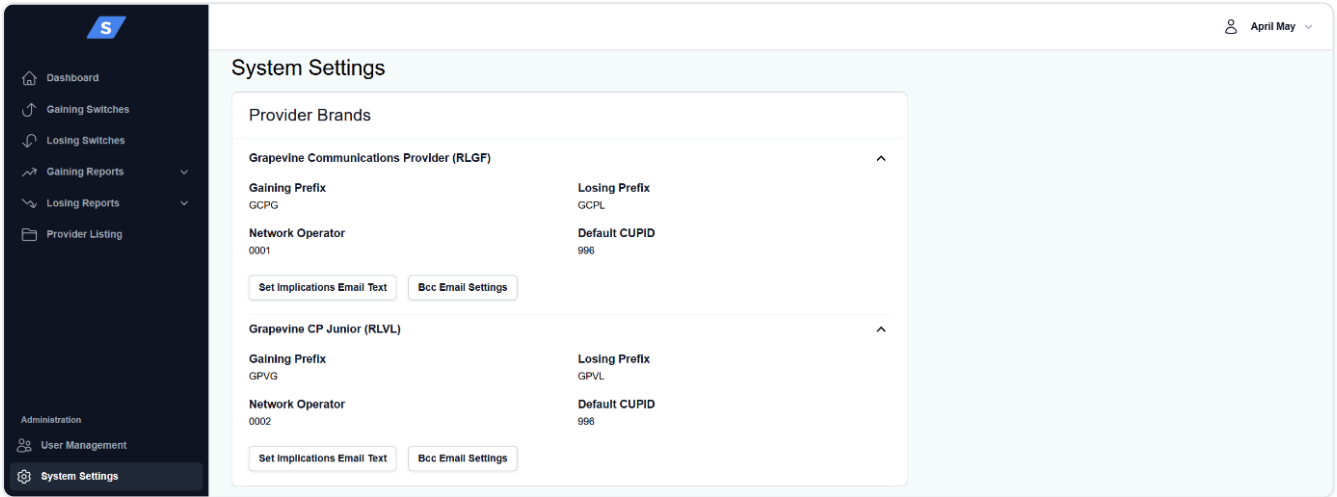 S
April May
Dashboard
Gaining Switches
Losing Switches
Gaining Reports
Losing Reports
Provider Listing
Administration
User Management
System Settings
System Settings
Provider Brands
Grapevine Communications Provider (RLGF)
Gaining Prefix Losing Prefix
GCPG GCPL
Network Operator Default CUPID
0001 996
Set Implications Email Text Bcc Email Settings
Grapevine CP Junior (RLVL)
Gaining Prefix Losing Prefix
GPVG GPVL
Network Operator Default CUPID
0002 996
Set Implications Email Text Bcc Email Settings